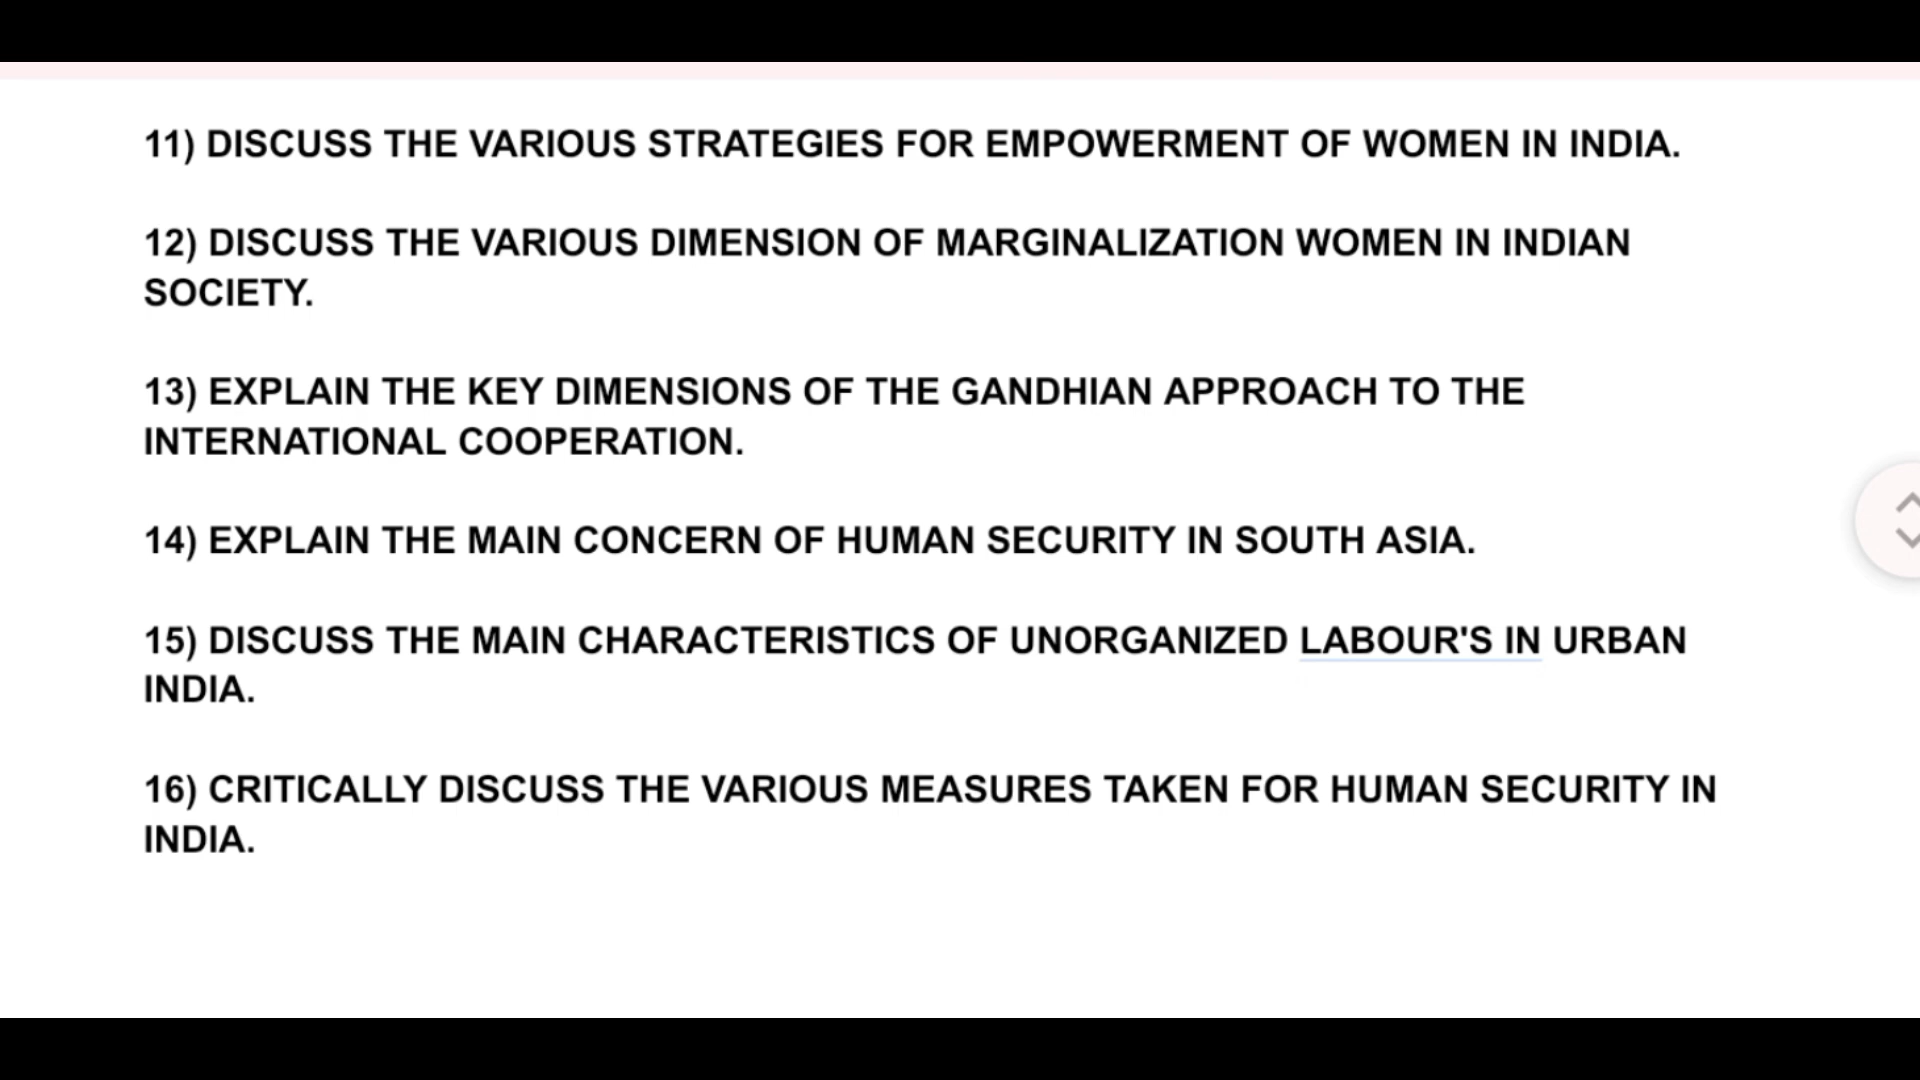 11) DISCUSS THE VARIOUS STRATEGIES FOR EMPOWERMENT OF WOMEN IN INDIA.
12) DISCUSS THE VARIOUS DIMENSION OF MARGINALIZATION WOMEN IN INDIAN
SOCIETY.
13) EXPLAIN THE KEY DIMENSIONS OF THE GANDHIAN APPROACH TO THE
INTERNATIONAL COOPERATION.
14) EXPLAIN THE MAIN CONCERN OF HUMAN SECURITY IN SOUTH ASIA.
15) DISCUSS THE MAIN CHARACTERISTICS OF UNORGANIZED LABOUR'S IN URBAN
INDIA.
16) CRITICALLY DISCUSS THE VARIOUS MEASURES TAKEN FOR HUMAN SECURITY IN
INDIA.